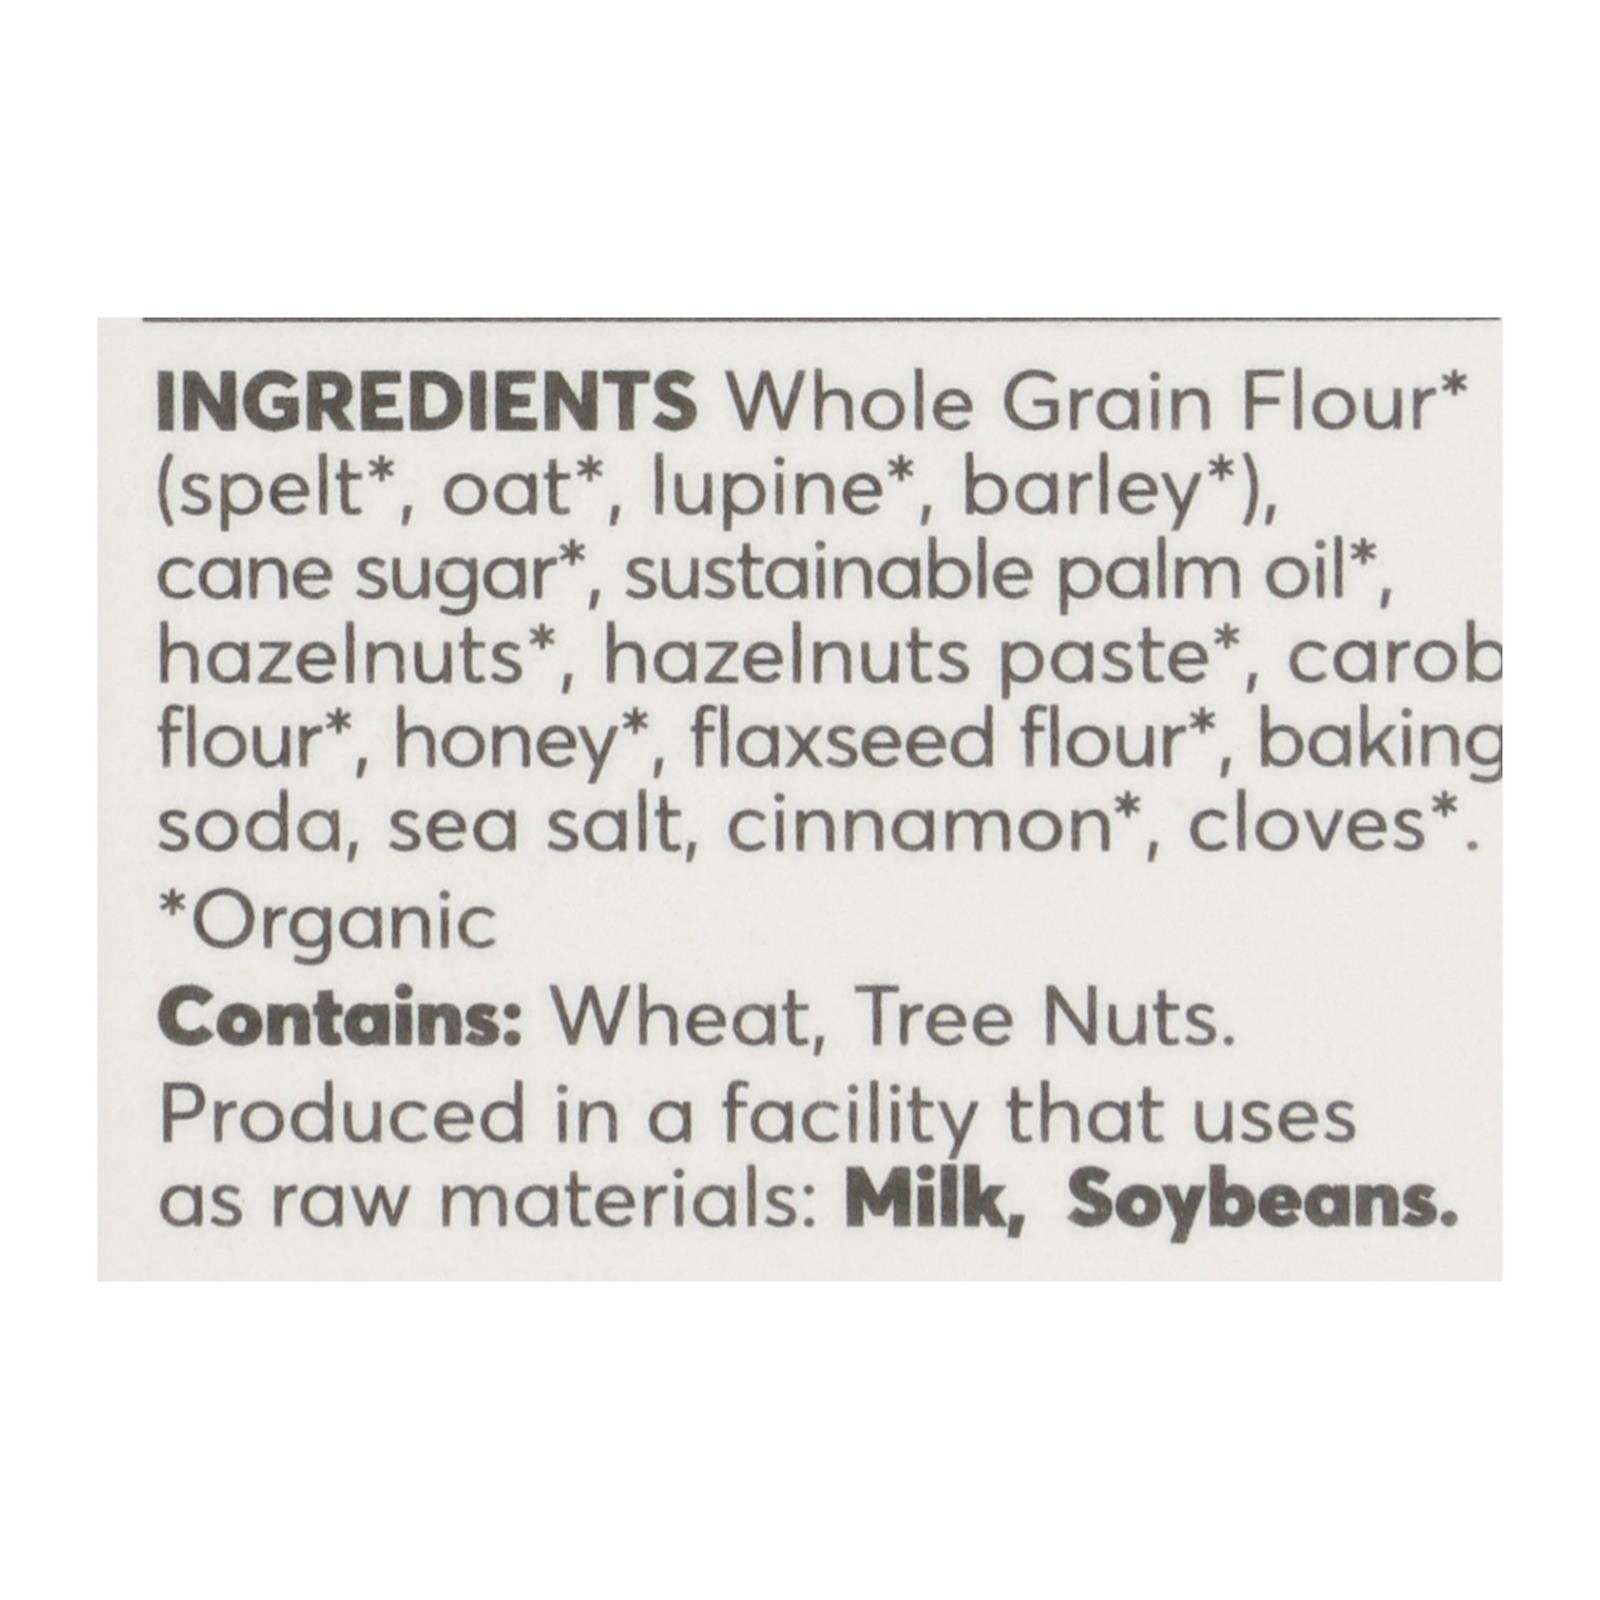 INGREDIENTS Whole Grain Flour*
(spelt*, oat*, lupine*, barley*),
cane sugar*, sustainable palm oil*,
hazelnuts*, hazelnuts paste*, carob
flour*, honey*, flaxseed flour*, baking
soda, sea salt, cinnamon*, cloves*.
*Organic
Contains: Wheat, Tree Nuts.
Produced in a facility that uses
as raw materials: Milk, Soybeans.